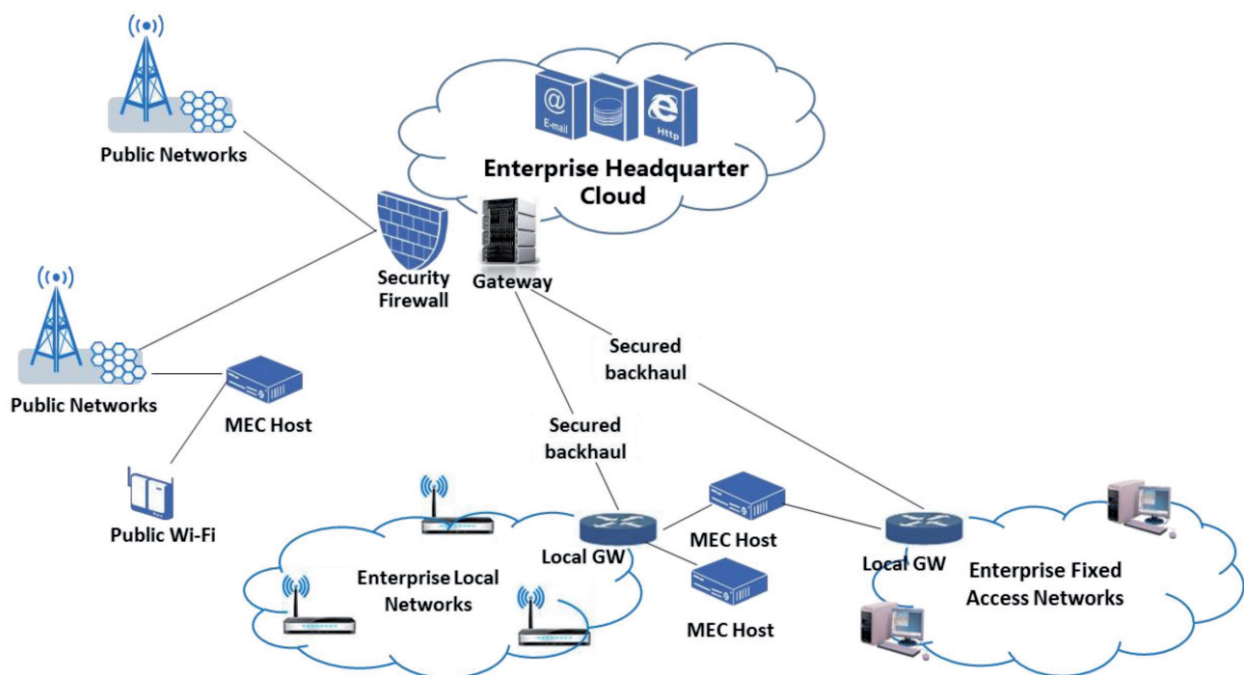 @
E-mail
Http
Enterprise Headquarter
Cloud
Public Networks
Security
Firewall
Gateway
Secured
backhaul
Public Networks
MEC Host
Secured
backhaul
Public Wi-Fi
Enterprise Local
Networks
Local GW
MEC Host
MEC Host
Local GW
Enterprise Fixed
Access Networks